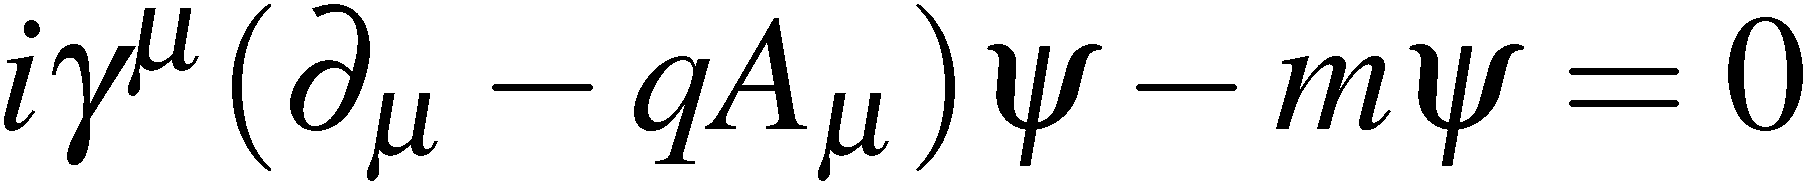 iγ^μ(∂_μ − qA_μ)ψ − mψ = 0